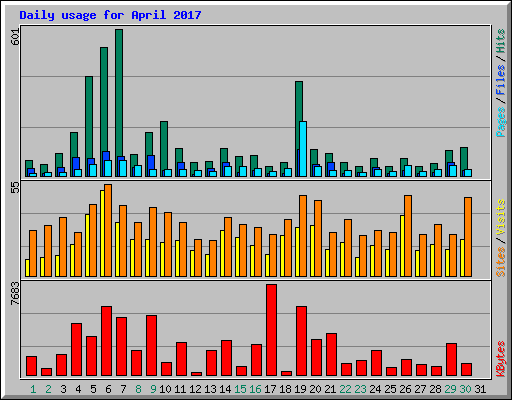 Daily usage for April 2017
601
Pages / Files / Hits
55
Sites / Visits
7683
KBytes
1 2 3 4 5 6 7 8 9 10 11 12 13 14 15 16 17 18 19 20 21 22 23 24 25 26 27 28 29 30 31